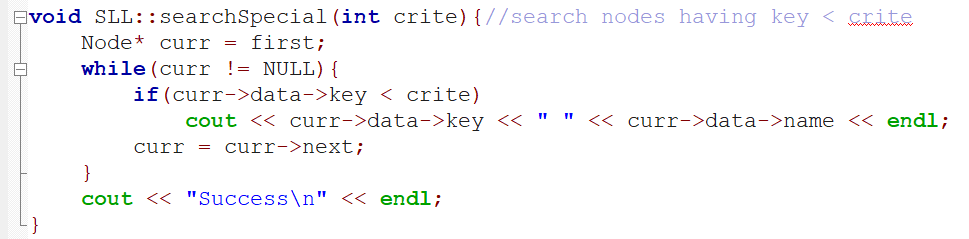 void SLL::searchSpecial(int crite){//search nodes having key < crite
    Node* curr = first;
    while(curr != NULL){
        if(curr->data->key < crite)
            cout << curr->data->key << " " << curr->data->name << endl;
        curr = curr->next;
    }
    cout << "Success\n" << endl;
}